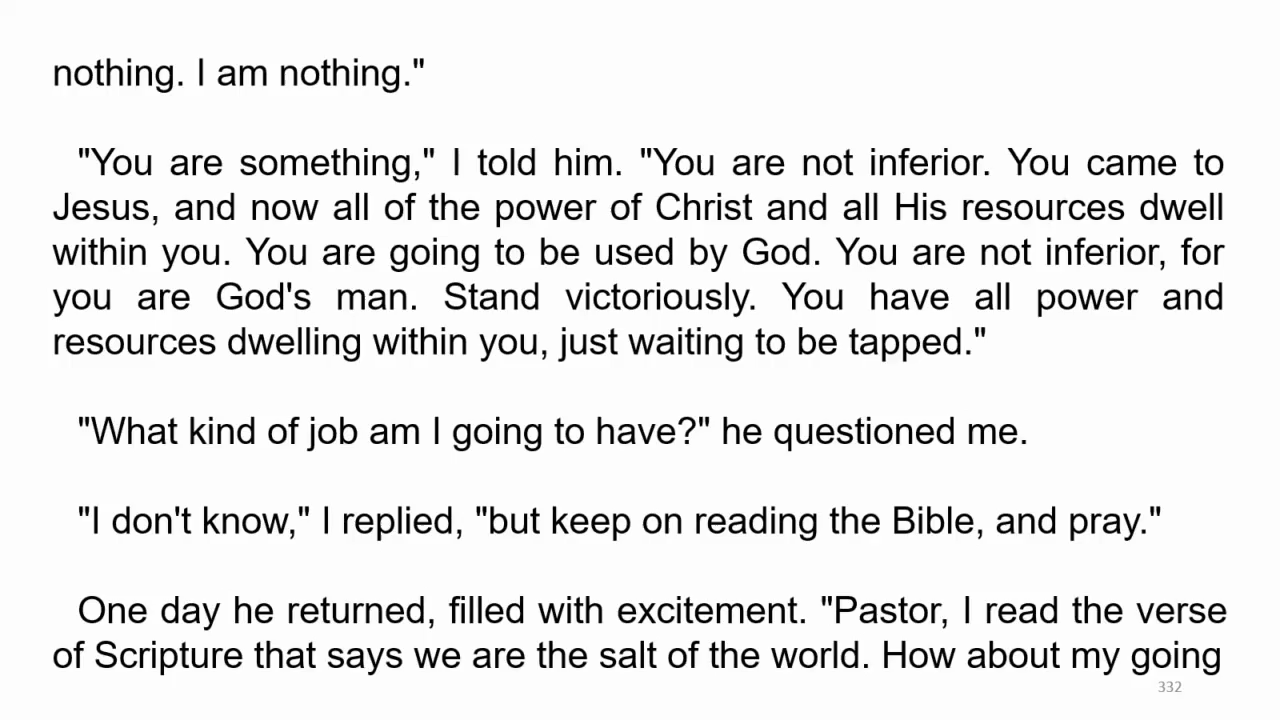 nothing. I am nothing."
"You are something," I told him. "You are not inferior. You came to
Jesus, and now all of the power of Christ and all His resources dwell
within you. You are going to be used by God. You are not inferior, for
you are God's man. Stand victoriously. You have all power and
resources dwelling within you, just waiting to be tapped."
"What kind of job am I going to have?" he questioned me.
"I don't know," I replied, "but keep on reading the Bible, and pray."
One day he returned, filled with excitement. "Pastor, I read the verse
of Scripture that says we are the salt of the world. How about my going
332